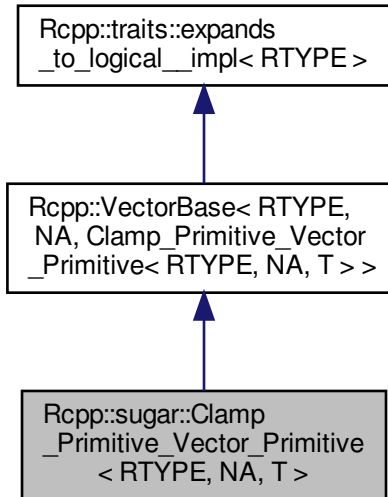 Rcpp::traits::expands
_to_logical__impl< RTYPE >
Rcpp::VectorBase< RTYPE,
NA, Clamp_Primitive_Vector
_Primitive< RTYPE, NA, T > >
Rcpp::sugar::Clamp
_Primitive_Vector_Primitive
< RTYPE, NA, T >